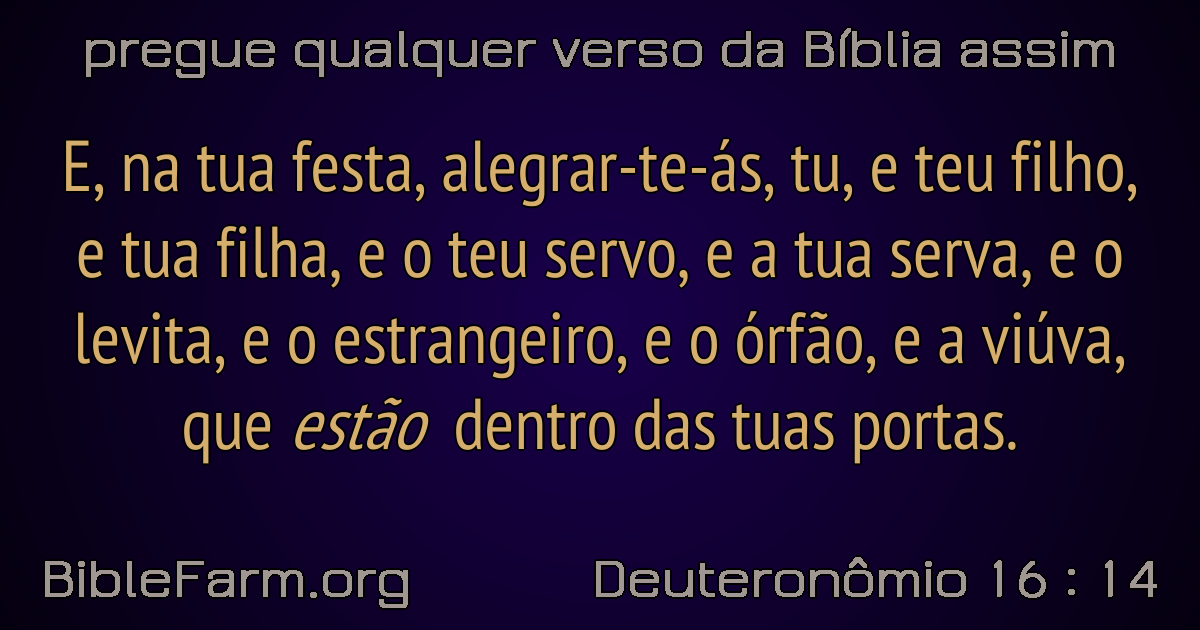 pregue qualquer verso da Bíblia assim
E, na tua festa, alegrar-te-ás, tu, e teu filho,
e tua filha, e o teu servo, e a tua serva, e o
levita, e o estrangeiro, e o órfão, e a viúva,
que estão dentro das tuas portas.
BibleFarm.org
Deuteronômio 16 : 14